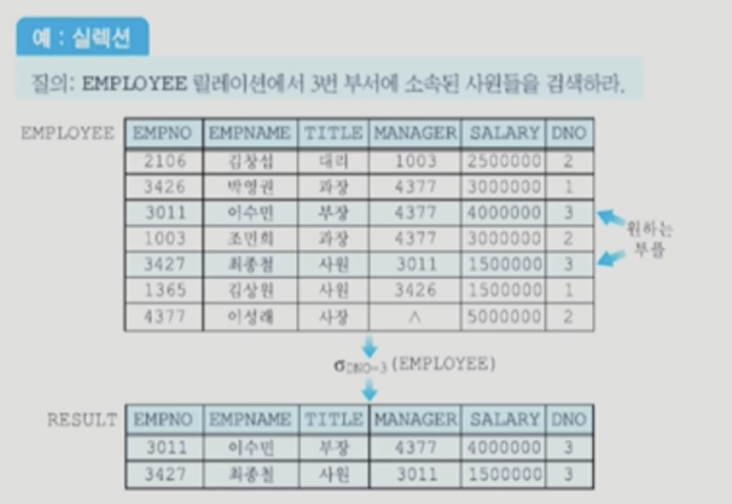 예 : 실렉션
질의: EMPLOYEE 릴레이션에서 3번 부서에 소속된 사원들을 검색하라.
EMPLOYEE EMPNO EMPNAME TITLE MANAGER SALARY DNO
2106 김창섭 대리 1003 2500000 2
3426 박영권 과장 4377 3000000 1
3011 이수민 부장 4377 4000000 3
1003 조민희 과장 4377 3000000 2
3427 최종철 사원 3011 1500000 3
1365 김상원 사원 3426 1500000 1
4377 이성래 사장 ∧ 5000000 2
원하는
투플
σDNO=3(EMPLOYEE)
RESULT EMPNO EMPNAME TITLE MANAGER SALARY DNO
3011 이수민 부장 4377 4000000 3
3427 최종철 사원 3011 1500000 3